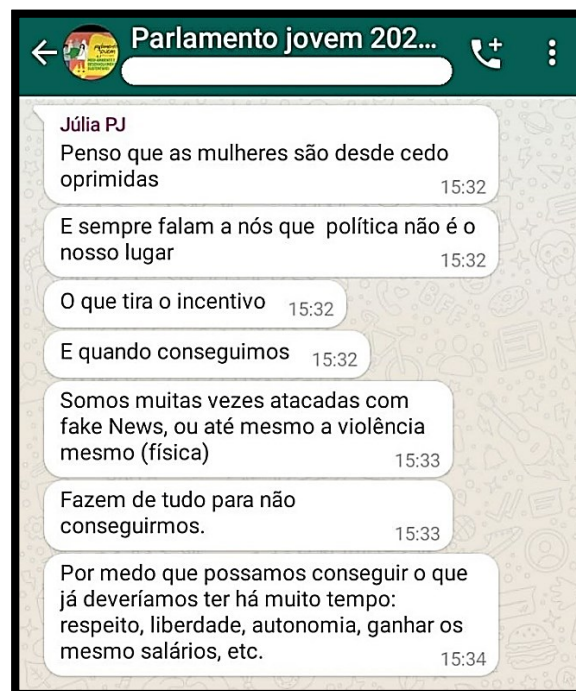 Parlamento jovem 202...
Júlia PJ
Penso que as mulheres são desde cedo
oprimidas
15:32
E sempre falam a nós que política não é o
nosso lugar
15:32
O que tira o incentivo 15:32
E quando conseguimos 15:32
Somos muitas vezes atacadas com
fake News, ou até mesmo a violência
mesmo (física)
15:33
Fazem de tudo para não
conseguirmos.
15:33
Por medo que possamos conseguir o que
já deveríamos ter há muito tempo:
respeito, liberdade, autonomia, ganhar os
mesmo salários, etc.
15:34